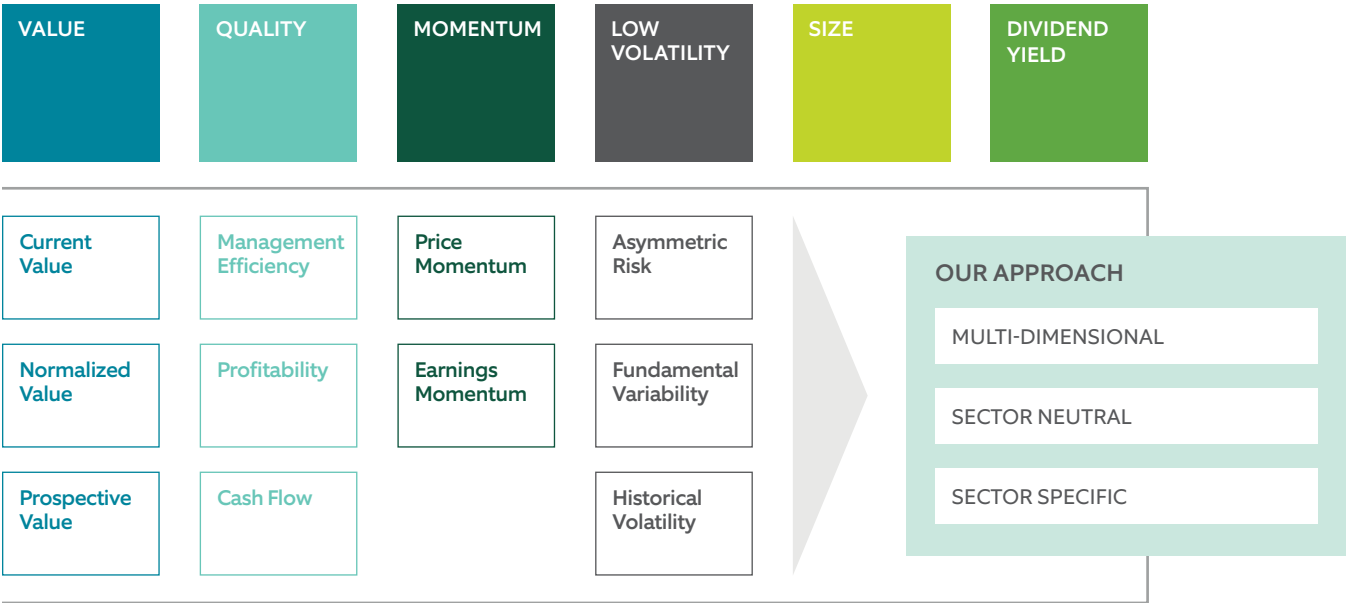 VALUE
QUALITY
MOMENTUM
LOW
VOLATILITY
SIZE
DIVIDEND
YIELD
Current
Value
Management
Efficiency
Price
Momentum
Asymmetric
Risk
Normalized
Value
Profitability
Earnings
Momentum
Fundamental
Variability
Prospective
Value
Cash Flow
Historical
Volatility
OUR APPROACH
MULTI-DIMENSIONAL
SECTOR NEUTRAL
SECTOR SPECIFIC